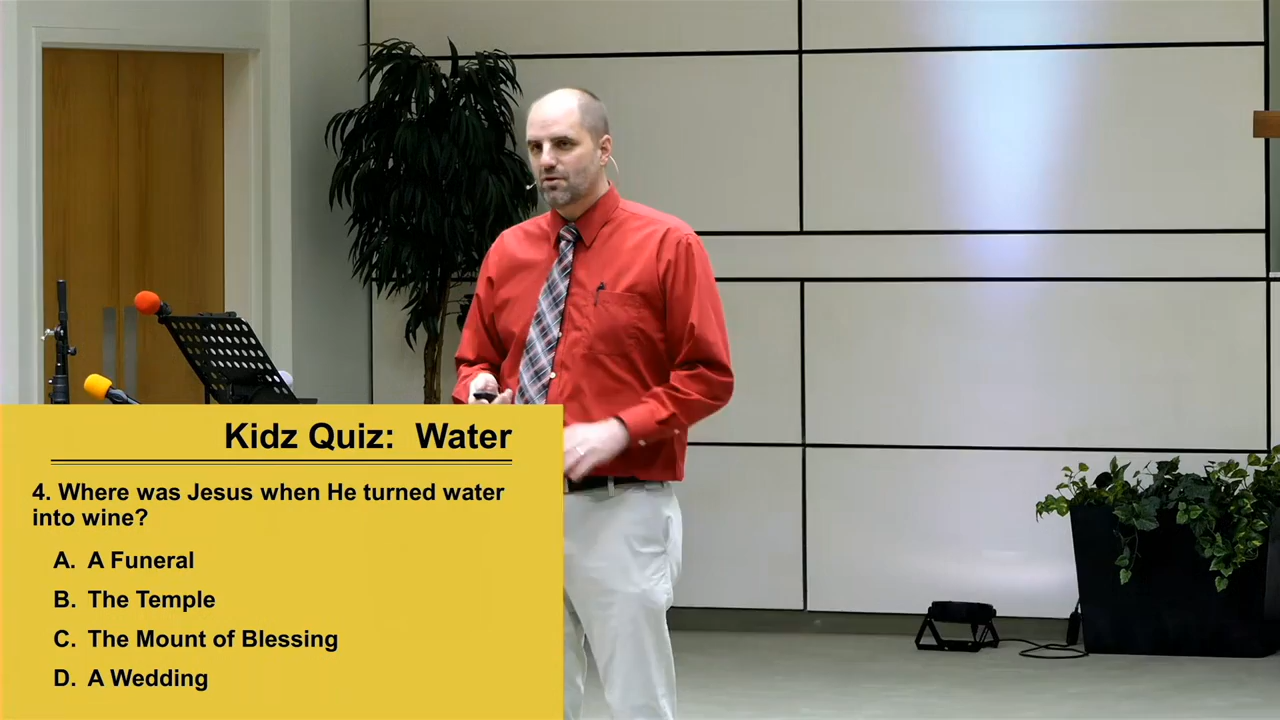 Kidz Quiz: Water
4. Where was Jesus when He turned water
into wine?
A. A Funeral
B. The Temple
C. The Mount of Blessing
D. A Wedding